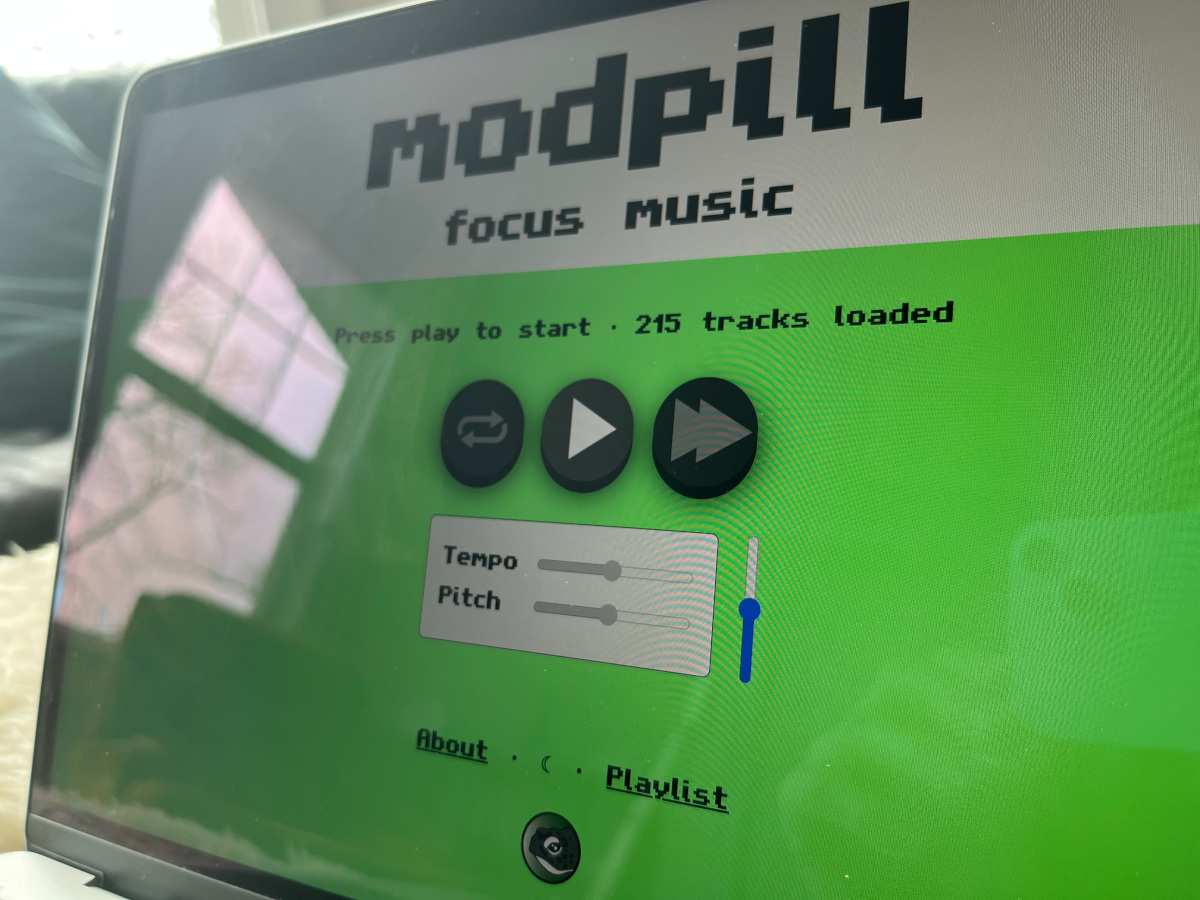 modpill
focus music
Press play to start · 215 tracks loaded
Tempo
Pitch
About · ☾ · Playlist